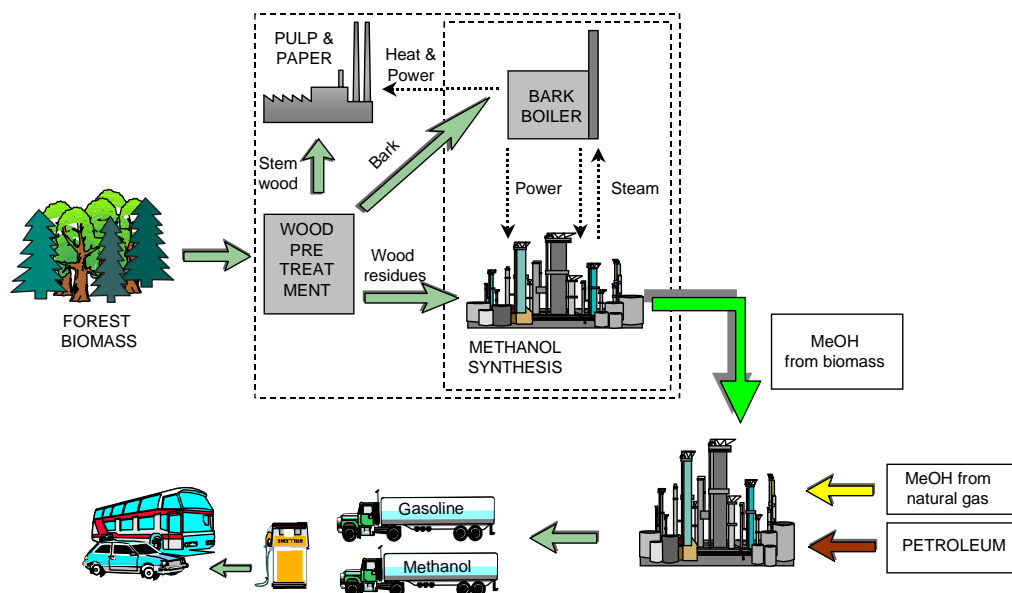 PULP &
PAPER
Heat &
Power
BARK
BOILER
Stem
wood
Bark
Power
Steam
WOOD
PRE
TREAT
MENT
Wood
residues
FOREST
BIOMASS
METHANOL
SYNTHESIS
MeOH
from biomass
MeOH from
natural gas
PETROLEUM
Gasoline
Methanol